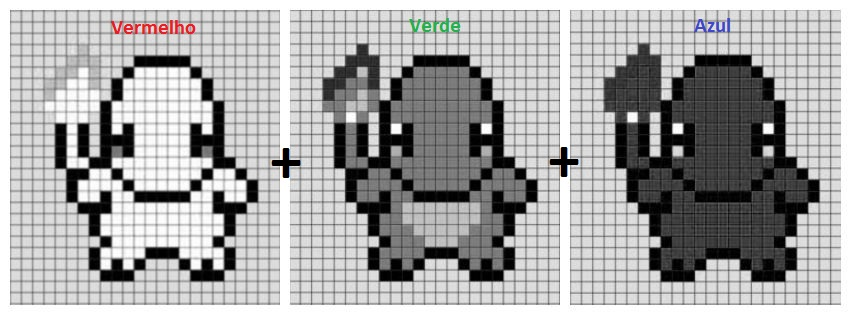 Vermelho
Verde
Azul
+
+